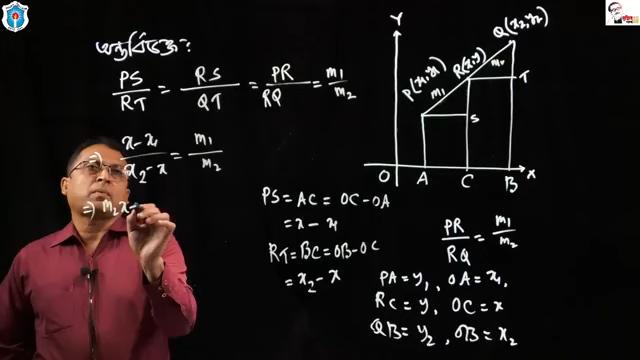 অন্তর্বিভক্তঃ
PS/RT = RS/QT = PR/RQ = m₁/m₂
⇒ x-x₁/x₂-x = m₁/m₂
⇒ m₂x-
Y
Q(x₂,y₂)
R(x,y)
P(x₁,y₁)
m₁
m₂
T
S
O A C B X
PS = AC = OC - OA
= x - x₁
RT = BC = OB - OC
= x₂ - x
PR/RQ = m₁/m₂
PA = y₁, OA = x₁,
RC = y, OC = x
QB = y₂, OB = x₂